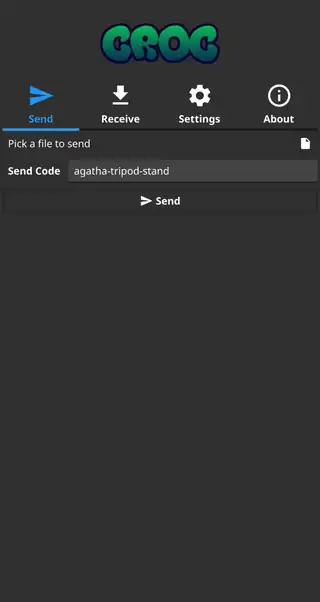 CROC
Send Receive Settings About
Pick a file to send
Send Code agatha-tripod-stand
Send